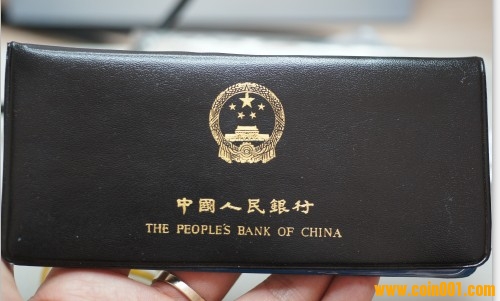 中國人民銀行
THE PEOPLE'S BANK OF CHINA
www.coin001.com